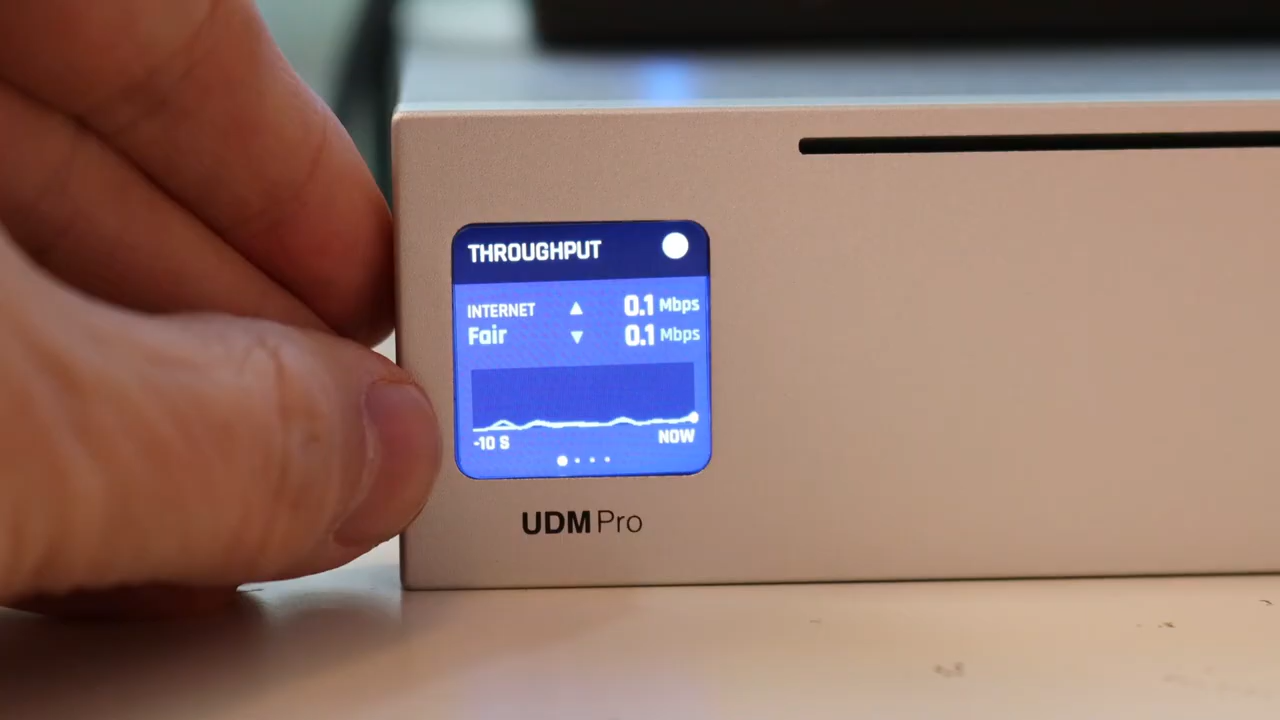 THROUGHPUT
INTERNET ▲ 0.1 Mbps
Fair ▼ 0.1 Mbps
-10 S NOW
UDM Pro